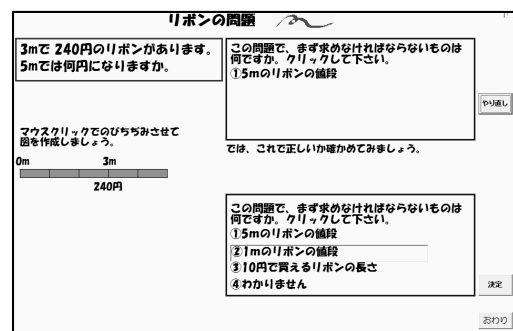 リボンの問題
3mで 240円のリボンがあります。
5mでは何円になりますか。
この問題で、まず求めなければならないものは
何ですか。クリックして下さい。
①5mのリボンの値段
やり直し
マウスクリックでのびちぢみさせて
図を作成しましょう。
0m 3m
240円
では、これで正しいか確かめてみましょう。
この問題で、まず求めなければならないものは
何ですか。クリックして下さい。
①5mのリボンの値段
②1mのリボンの値段
③10円で買えるリボンの長さ
④わかりません
決定
おわり